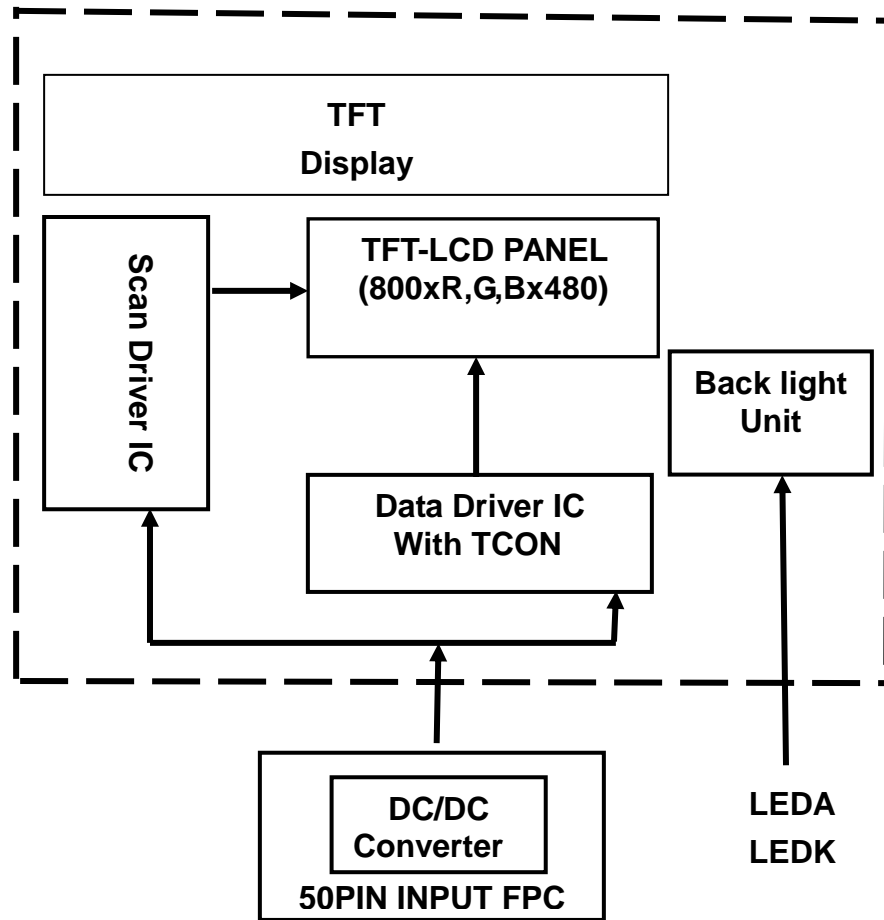 TFT
Display
Scan Driver IC
TFT-LCD PANEL
(800xR,G,Bx480)
Back light
Unit
Data Driver IC
With TCON
DC/DC
Converter
50PIN INPUT FPC
LEDA
LEDK